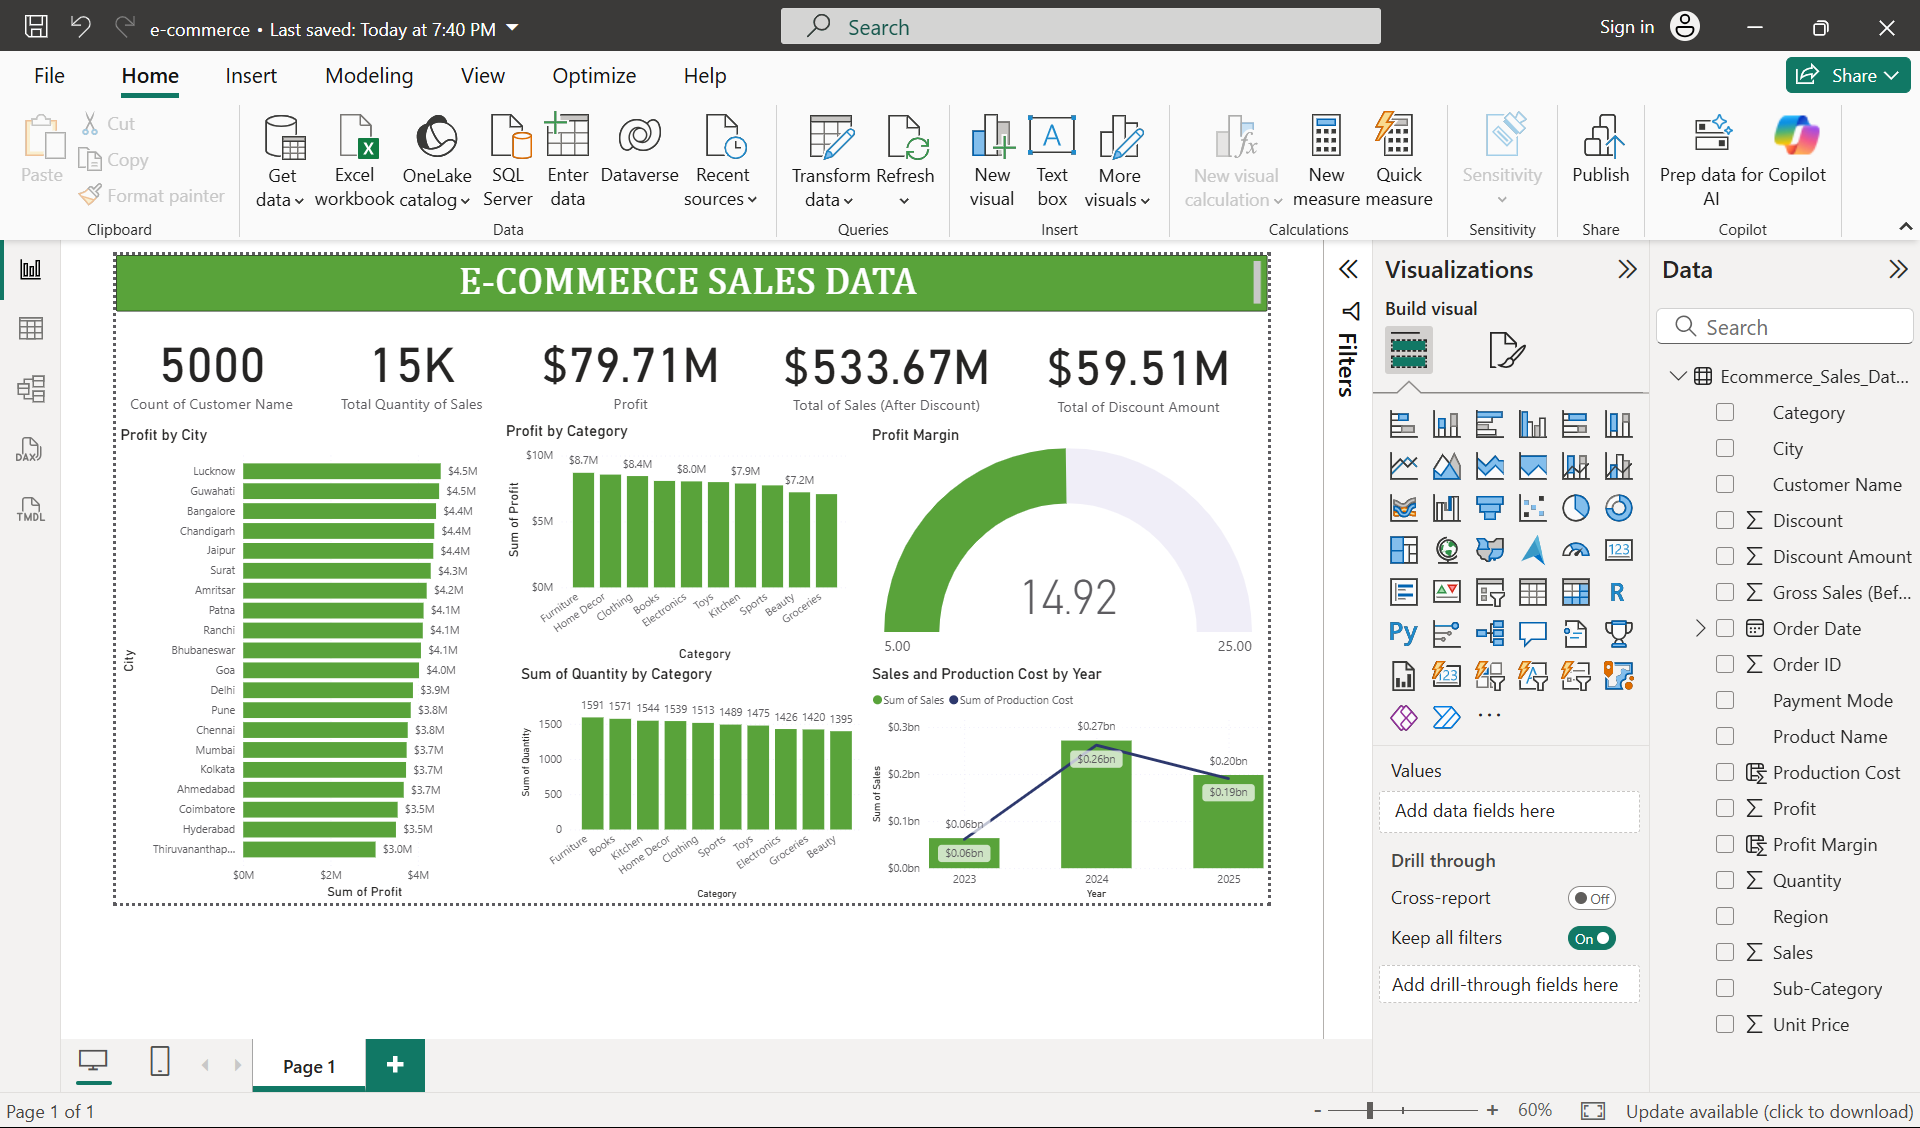 e-commerce • Last saved: Today at 7:40 PM
Search
Sign in
File
Home
Insert
Modeling
View
Optimize
Help
Share
Paste
Cut
Copy
Format painter
Clipboard
Get data
Excel workbook
OneLake catalog
SQL Server
Enter data
Dataverse
Recent sources
Data
Transform data
Refresh
Queries
New visual
Text box
More visuals
Insert
New visual calculation
New measure
Quick measure
Calculations
Sensitivity
Sensitivity
Publish
Share
Prep data for AI
Copilot
Copilot
E-COMMERCE SALES DATA
5000
Count of Customer Name
15K
Total Quantity of Sales
$79.71M
Profit
$533.67M
Total of Sales (After Discount)
$59.51M
Total of Discount Amount
Profit by City
City
Lucknow $4.5M
Guwahati $4.5M
Bangalore $4.4M
Chandigarh $4.4M
Jaipur $4.4M
Surat $4.3M
Amritsar $4.2M
Patna $4.1M
Ranchi $4.1M
Bhubaneswar $4.1M
Goa $4.0M
Delhi $3.9M
Pune $3.8M
Chennai $3.8M
Mumbai $3.7M
Kolkata $3.7M
Ahmedabad $3.7M
Coimbatore $3.5M
Hyderabad $3.5M
Thiruvananthap... $3.0M
$0M $2M $4M
Sum of Profit
Profit by Category
Sum of Profit
$10M
$5M
$0M
$8.7M $8.4M $8.0M $7.9M $7.2M
Furniture Home Decor Clothing Books Electronics Toys Kitchen Sports Beauty Groceries
Category
Sum of Quantity by Category
Sum of Quantity
1500
1000
500
0
1591 1571 1544 1539 1513 1489 1475 1426 1420 1395
Furniture Books Kitchen Home Decor Clothing Sports Toys Electronics Groceries Beauty
Category
Profit Margin
14.92
5.00
25.00
Sales and Production Cost by Year
Sum of Sales Sum of Production Cost
Sum of Sales
$0.3bn
$0.2bn
$0.1bn
$0.0bn
$0.06bn $0.27bn $0.20bn
$0.06bn $0.26bn $0.19bn
2023 2024 2025
Year
Filters
Visualizations
Build visual
123
R
Py
123
A
Values
Add data fields here
Drill through
Cross-report
Off
Keep all filters
On
Add drill-through fields here
Data
Search
Ecommerce_Sales_Dat...
Category
City
Customer Name
Discount
Discount Amount
Gross Sales (Bef...
Order Date
Order ID
Payment Mode
Product Name
Production Cost
Profit
Profit Margin
Quantity
Region
Sales
Sub-Category
Unit Price
DAX
TMDL
Page 1
Page 1 of 1
60%
Update available (click to download)